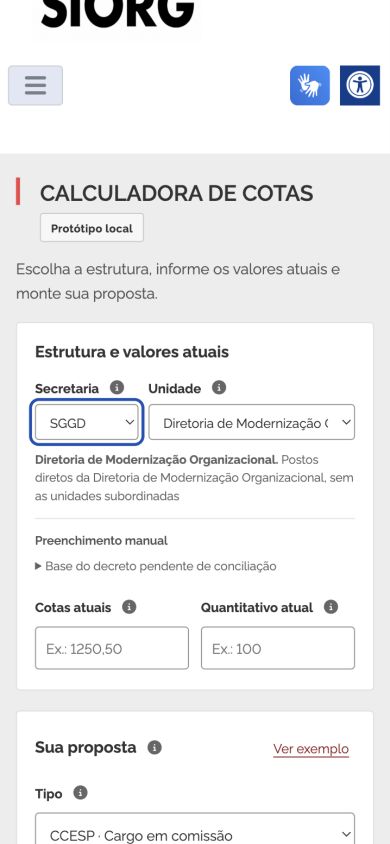 SIORG
CALCULADORA DE COTAS
Protótipo local
Escolha a estrutura, informe os valores atuais e
monte sua proposta.
Estrutura e valores atuais
Secretaria
Unidade
SGGD
Diretoria de Modernização (
Diretoria de Modernização Organizacional. Postos
diretos da Diretoria de Modernização Organizacional, sem
as unidades subordinadas
Preenchimento manual
Base do decreto pendente de conciliação
Cotas atuais
Quantitativo atual
Ex.: 1250,50
Ex.: 100
Sua proposta
Ver exemplo
Tipo
CCESP · Cargo em comissão